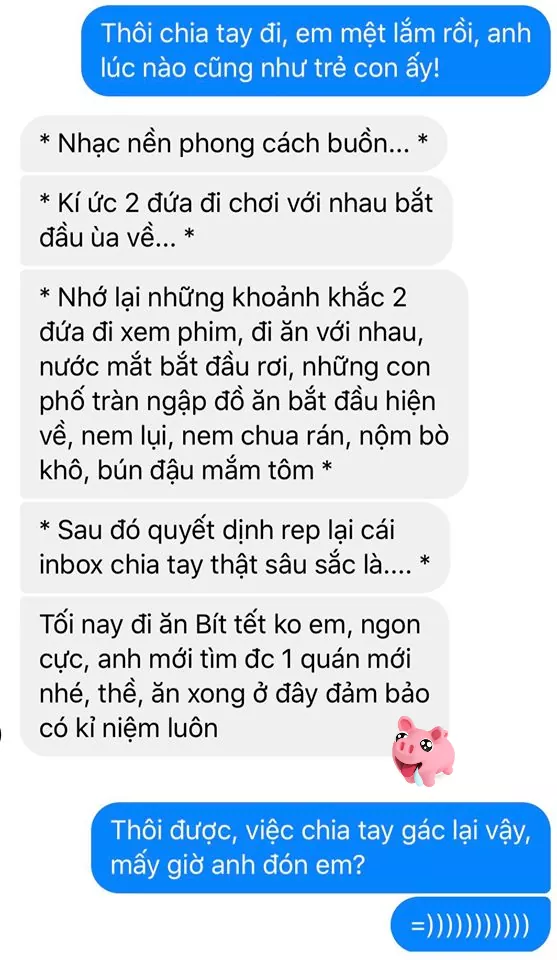 Thôi chia tay đi, em mệt lắm rồi, anh
lúc nào cũng như trẻ con ấy!
* Nhạc nền phong cách buồn... *
* Kí ức 2 đứa đi chơi với nhau bắt
đầu ùa về... *
* Nhớ lại những khoảnh khắc 2
đứa đi xem phim, đi ăn với nhau,
nước mắt bắt đầu rơi, những con
phố tràn ngập đồ ăn bắt đầu hiện
về, nem lụi, nem chua rán, nộm bò
khô, bún đậu mắm tôm *
* Sau đó quyết dịnh rep lại cái
inbox chia tay thật sâu sắc là.... *
Tối nay đi ăn Bít tết ko em, ngon
cực, anh mới tìm đc 1 quán mới
nhé, thề, ăn xong ở đây đảm bảo
có kỉ niệm luôn
Thôi được, việc chia tay gác lại vậy,
mấy giờ anh đón em?
=)))))))))))